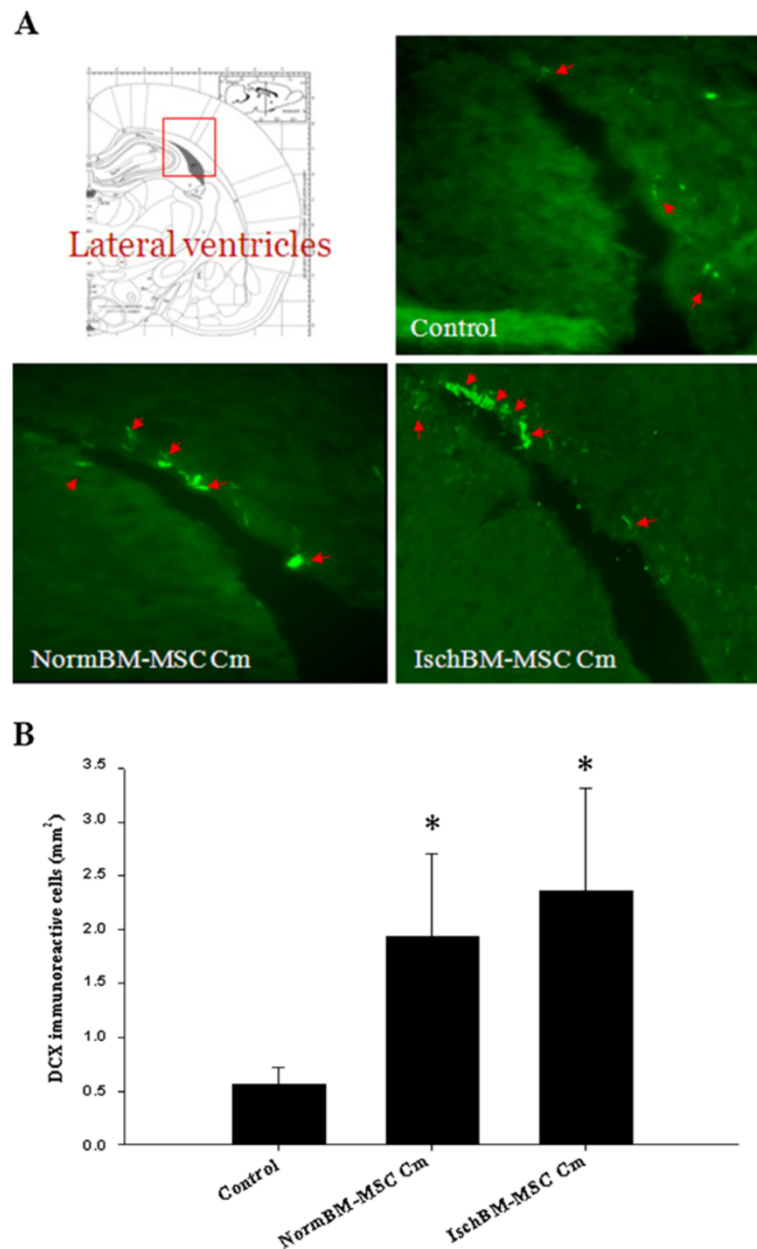 A
Lateral ventricles
Control
NormBM-MSC Cm
IschBM-MSC Cm
B
DCX immunoreactive cells (mm²)
3.5
3.0
2.5
2.0
1.5
1.0
0.5
0.0
*
*
Control
NormBM-MSC Cm
IschBM-MSC Cm